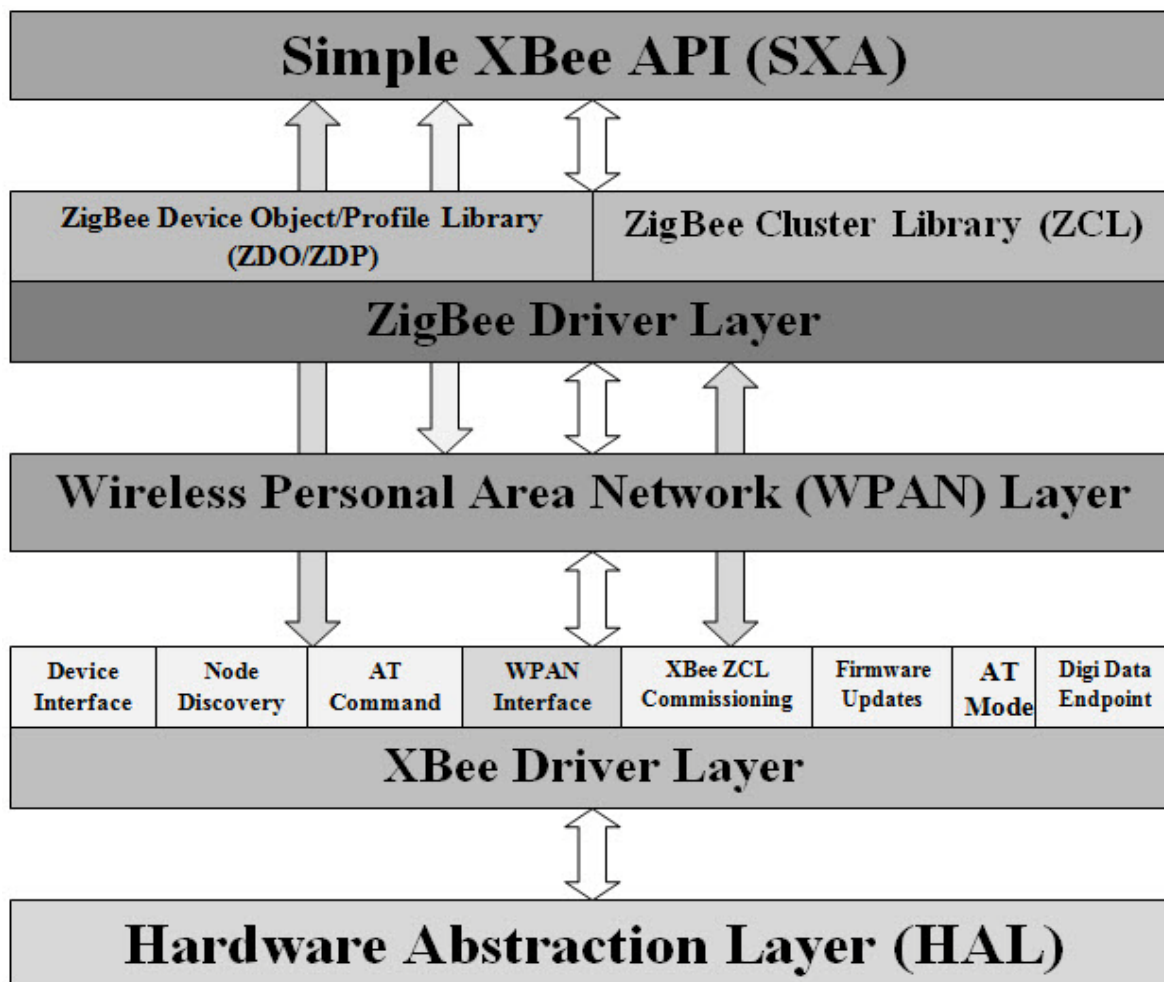 Simple XBee API (SXA)
ZigBee Device Object/Profile Library
(ZDO/ZDP)
ZigBee Cluster Library (ZCL)
ZigBee Driver Layer
Wireless Personal Area Network (WPAN) Layer
Device
Interface
Node
Discovery
AT
Command
WPAN
Interface
XBee ZCL
Commissioning
Firmware
Updates
AT
Mode
Digi Data
Endpoint
XBee Driver Layer
Hardware Abstraction Layer (HAL)